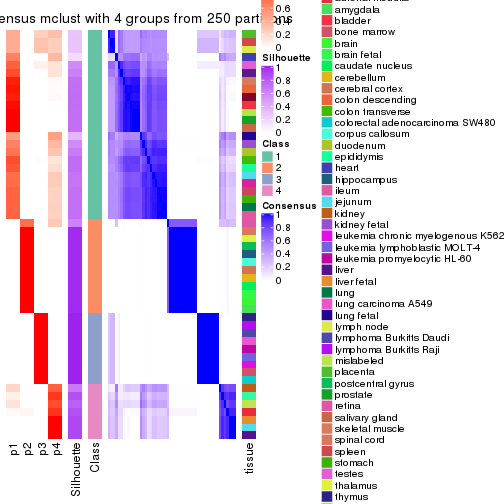 ensus mclust with 4 groups from 250 part
0.6
0.4
0.2
0
Silhouette
1
0.8
0.6
0.4
0.2
0
Class
1
2
3
4
Consensus
1
0.8
0.6
0.4
0.2
0
p1
p2
p3
p4
Silhouette
Class
tissue
amygdala
bladder
bone marrow
brain
brain fetal
caudate nucleus
cerebellum
cerebral cortex
colon descending
colon transverse
colorectal adenocarcinoma SW480
corpus callosum
duodenum
epididymis
heart
hippocampus
ileum
jejunum
kidney
kidney fetal
leukemia chronic myelogenous K562
leukemia lymphoblastic MOLT-4
leukemia promyelocytic HL-60
liver
liver fetal
lung
lung carcinoma A549
lung fetal
lymph node
lymphoma Burkitts Daudi
lymphoma Burkitts Raji
mislabeled
placenta
postcentral gyrus
prostate
retina
salivary gland
skeletal muscle
spinal cord
spleen
stomach
testes
thalamus
thymus